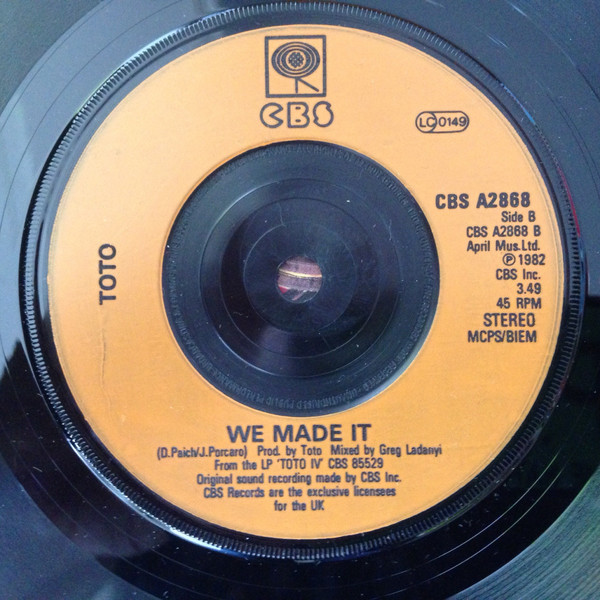 CBS
LC 0149
CBS A2868
Side B
CBS A2868 B
April Mus.Ltd.
℗ 1982
CBS Inc.
3.49
45 RPM
STEREO
MCPS/BIEM
TOTO
WE MADE IT
(D.Paich/J.Porcaro) Prod. by Toto Mixed by Greg Ladanyi
From the LP 'TOTO IV' CBS 85529
Original sound recording made by CBS Inc.
CBS Records are the exclusive licensees
for the UK